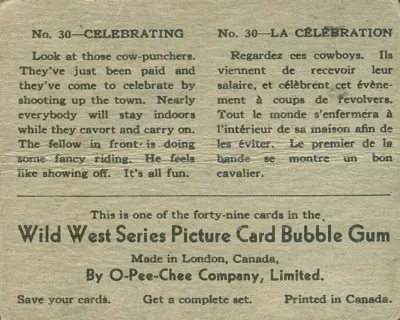 No. 30—CELEBRATING
Look at those cow-punchers.
They've just been paid and
they've come to celebrate by
shooting up the town. Nearly
everybody will stay indoors
while they cavort and carry on.
The fellow in front is doing
some fancy riding. He feels
like showing off. It's all fun.
No. 30—LA CÉLÉBRATION
Regardez ces cowboys. Ils
viennent de recevoir leur
salaire, et célèbrent cet évène-
ment à coups de revolvers.
Tout le monde s'enfermera à
l'intérieur de sa maison afin de
les éviter. Le premier de la
bande se montre un bon
cavalier.
This is one of the forty-nine cards in the
Wild West Series Picture Card Bubble Gum
Made in London, Canada,
By O-Pee-Chee Company, Limited.
Save your cards. Get a complete set. Printed in Canada.